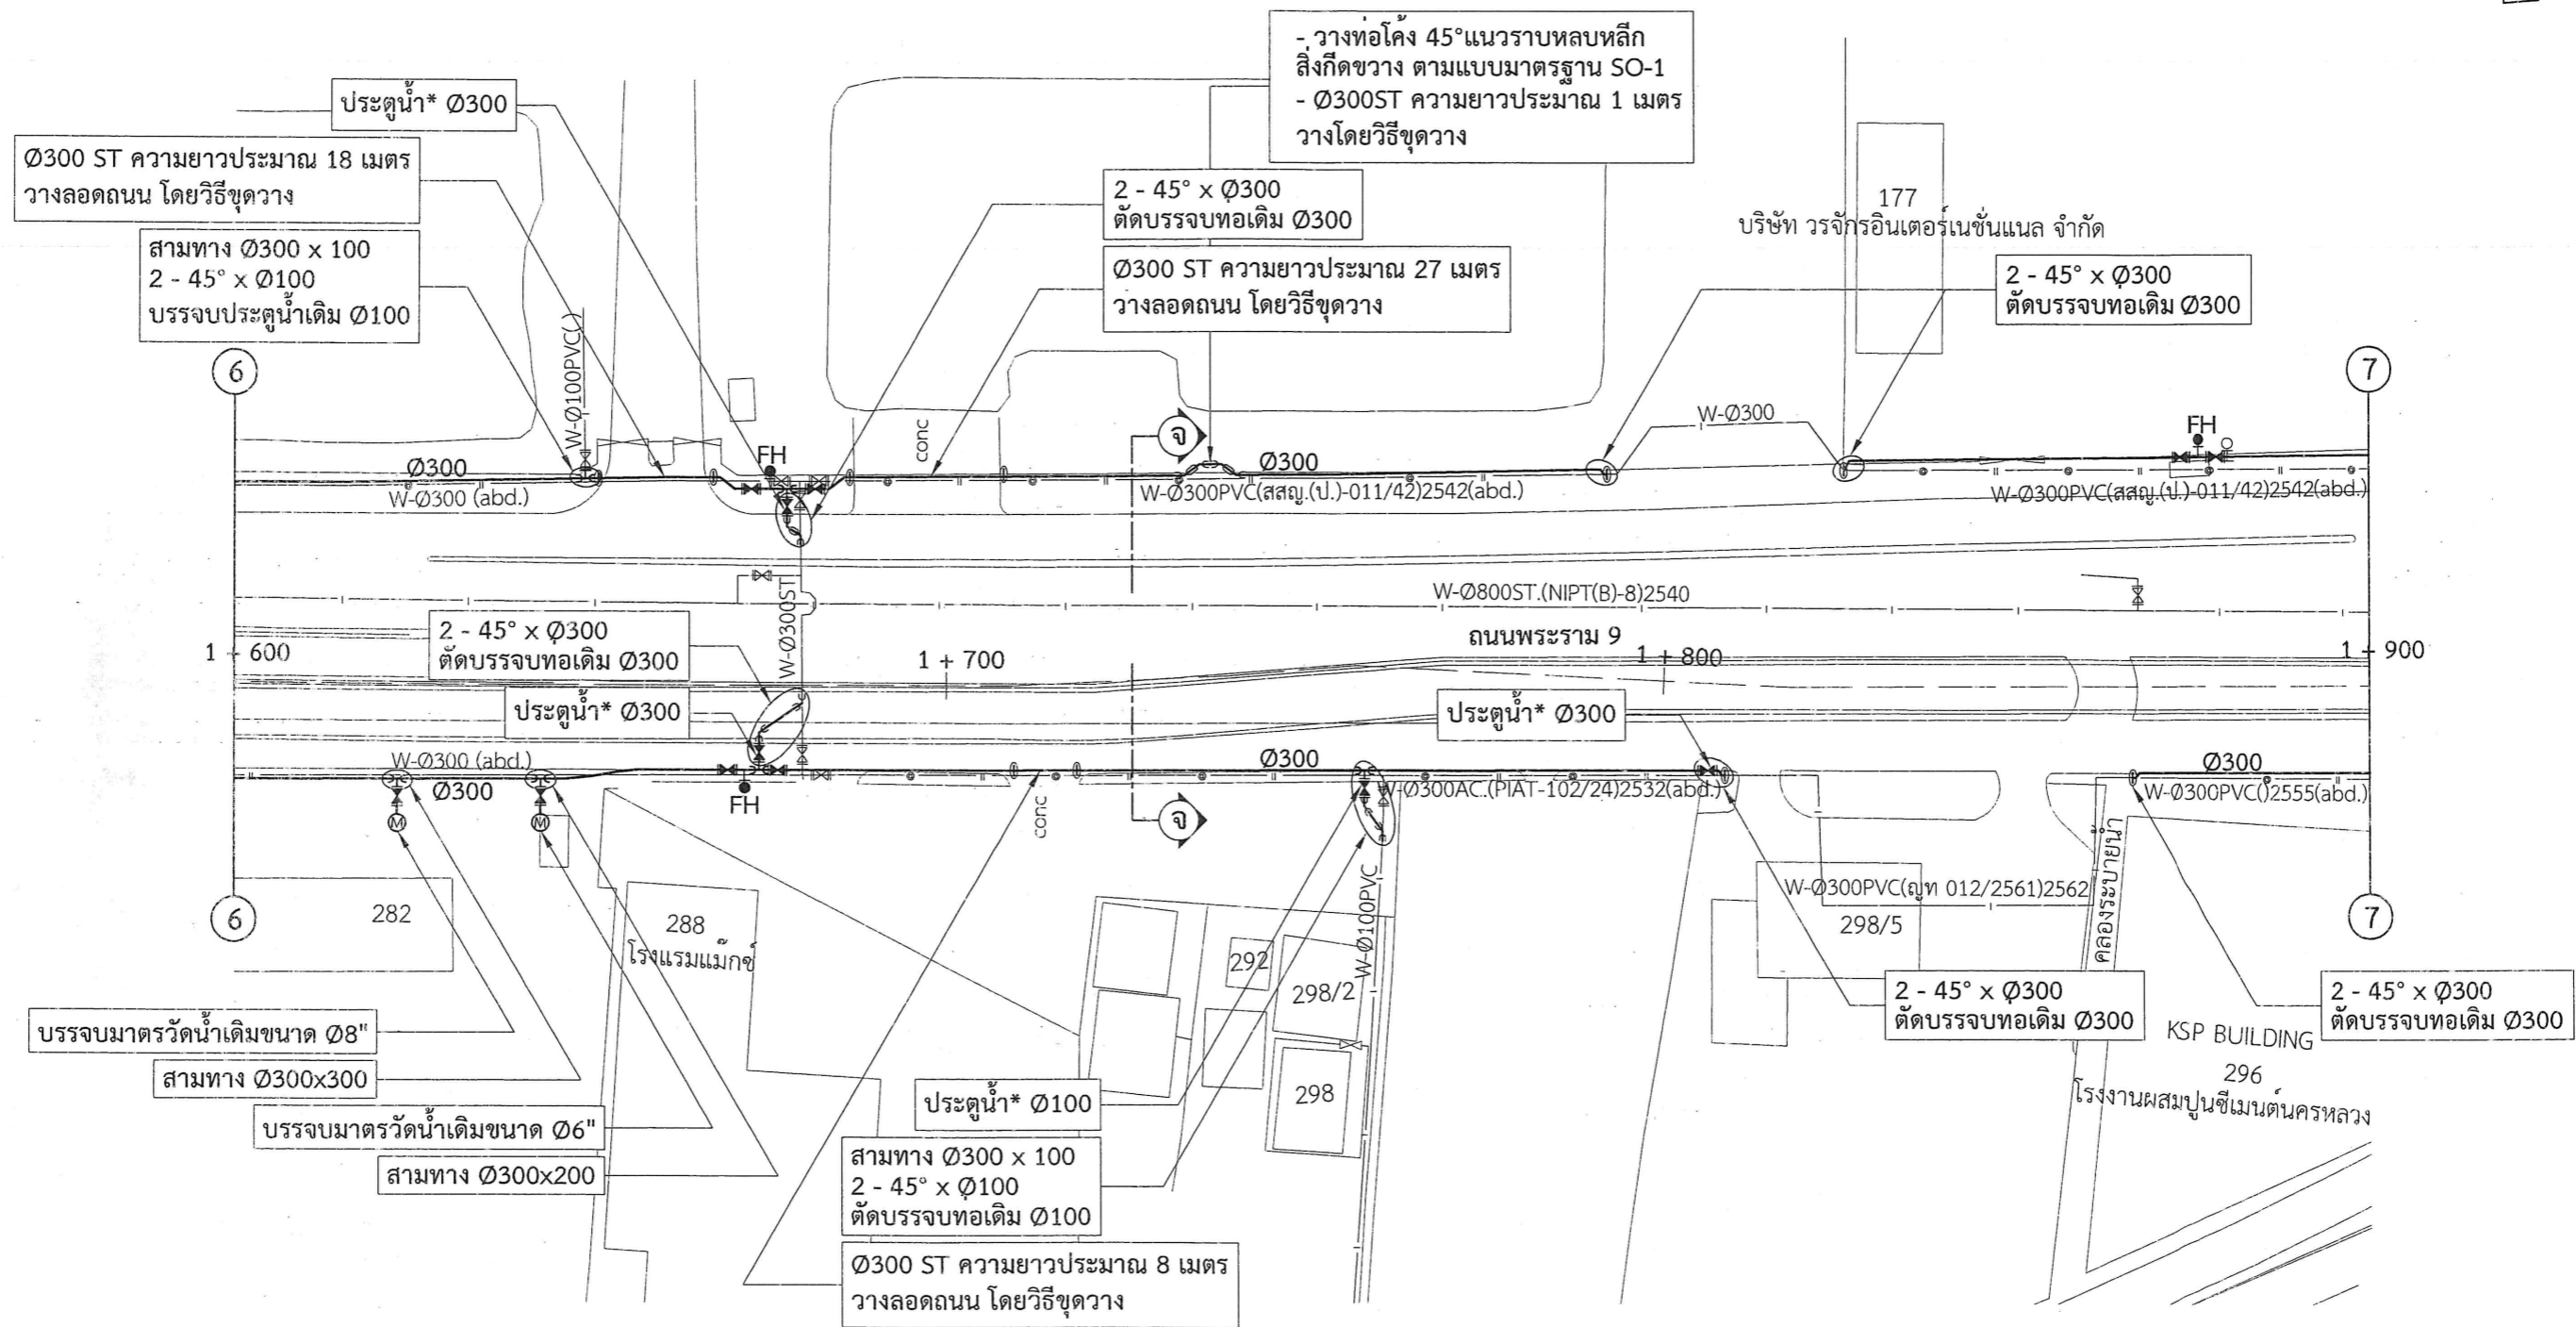 - วางท่อโค้ง 45°แนวราบหลบหลีก
สิ่งกีดขวาง ตามแบบมาตรฐาน SO-1
- Ø300ST ความยาวประมาณ 1 เมตร
วางโดยวิธีขุดวาง
ประตูน้ำ* Ø300
Ø300 ST ความยาวประมาณ 18 เมตร
วางลอดถนน โดยวิธีขุดวาง
2 - 45° x Ø300
ตัดบรรจบทอเดิม Ø300
177
บริษัท วรจักรอินเตอร์เนชั่นแนล จำกัด
สามทาง Ø300 x 100
2 - 45° x Ø100
บรรจบประตูน้ำเดิม Ø100
Ø300 ST ความยาวประมาณ 27 เมตร
วางลอดถนน โดยวิธีขุดวาง
2 - 45° x Ø300
ตัดบรรจบทอเดิม Ø300
6
7
W-Ø100PVC()
conc
จ
W-Ø300
FH
FH
Ø300
Ø300
W-Ø300 (abd.)
W-Ø300PVC(สสญ.(ป.)-011/42)2542(abd.)
W-Ø300PVC(สสญ.(ป.)-011/42)2542(abd.)
W-Ø800ST.(NIPT(B)-8)2540
W-Ø300ST
2 - 45° x Ø300
ตัดบรรจบทอเดิม Ø300
ถนนพระราม 9
1 + 600
1 + 700
1 + 800
1 + 900
ประตูน้ำ* Ø300
ประตูน้ำ* Ø300
W-Ø300 (abd.)
Ø300
Ø300
Ø300
FH
W-Ø300AC.(PIAT-102/24)2532(abd.)
W-Ø300PVC()2555(abd.)
M
M
conc
จ
6
7
282
288
โรงแรมแม๊กซ์
W-Ø100PVC
W-Ø300PVC(ญท 012/2561)2562
298/5
คลองระบายน้ำ
292
298/2
298
2 - 45° x Ø300
ตัดบรรจบทอเดิม Ø300
2 - 45° x Ø300
ตัดบรรจบทอเดิม Ø300
KSP BUILDING
296
โรงงานผสมปูนซีเมนต์นครหลวง
บรรจบมาตรวัดน้ำเดิมขนาด Ø8"
สามทาง Ø300x300
บรรจบมาตรวัดน้ำเดิมขนาด Ø6"
สามทาง Ø300x200
ประตูน้ำ* Ø100
สามทาง Ø300 x 100
2 - 45° x Ø100
ตัดบรรจบทอเดิม Ø100
Ø300 ST ความยาวประมาณ 8 เมตร
วางลอดถนน โดยวิธีขุดวาง